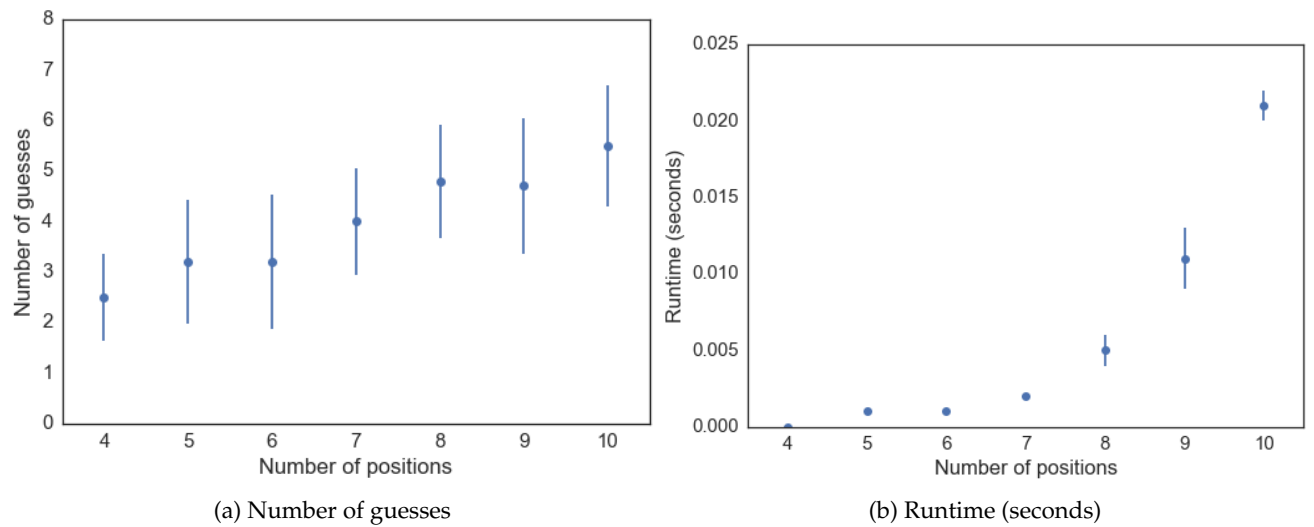 8
7
6
5
4
3
2
1
0
Number of guesses
4 5 6 7 8 9 10
Number of positions
(a) Number of guesses
0.025
0.020
0.015
0.010
0.005
0.000
Runtime (seconds)
4 5 6 7 8 9 10
Number of positions
(b) Runtime (seconds)